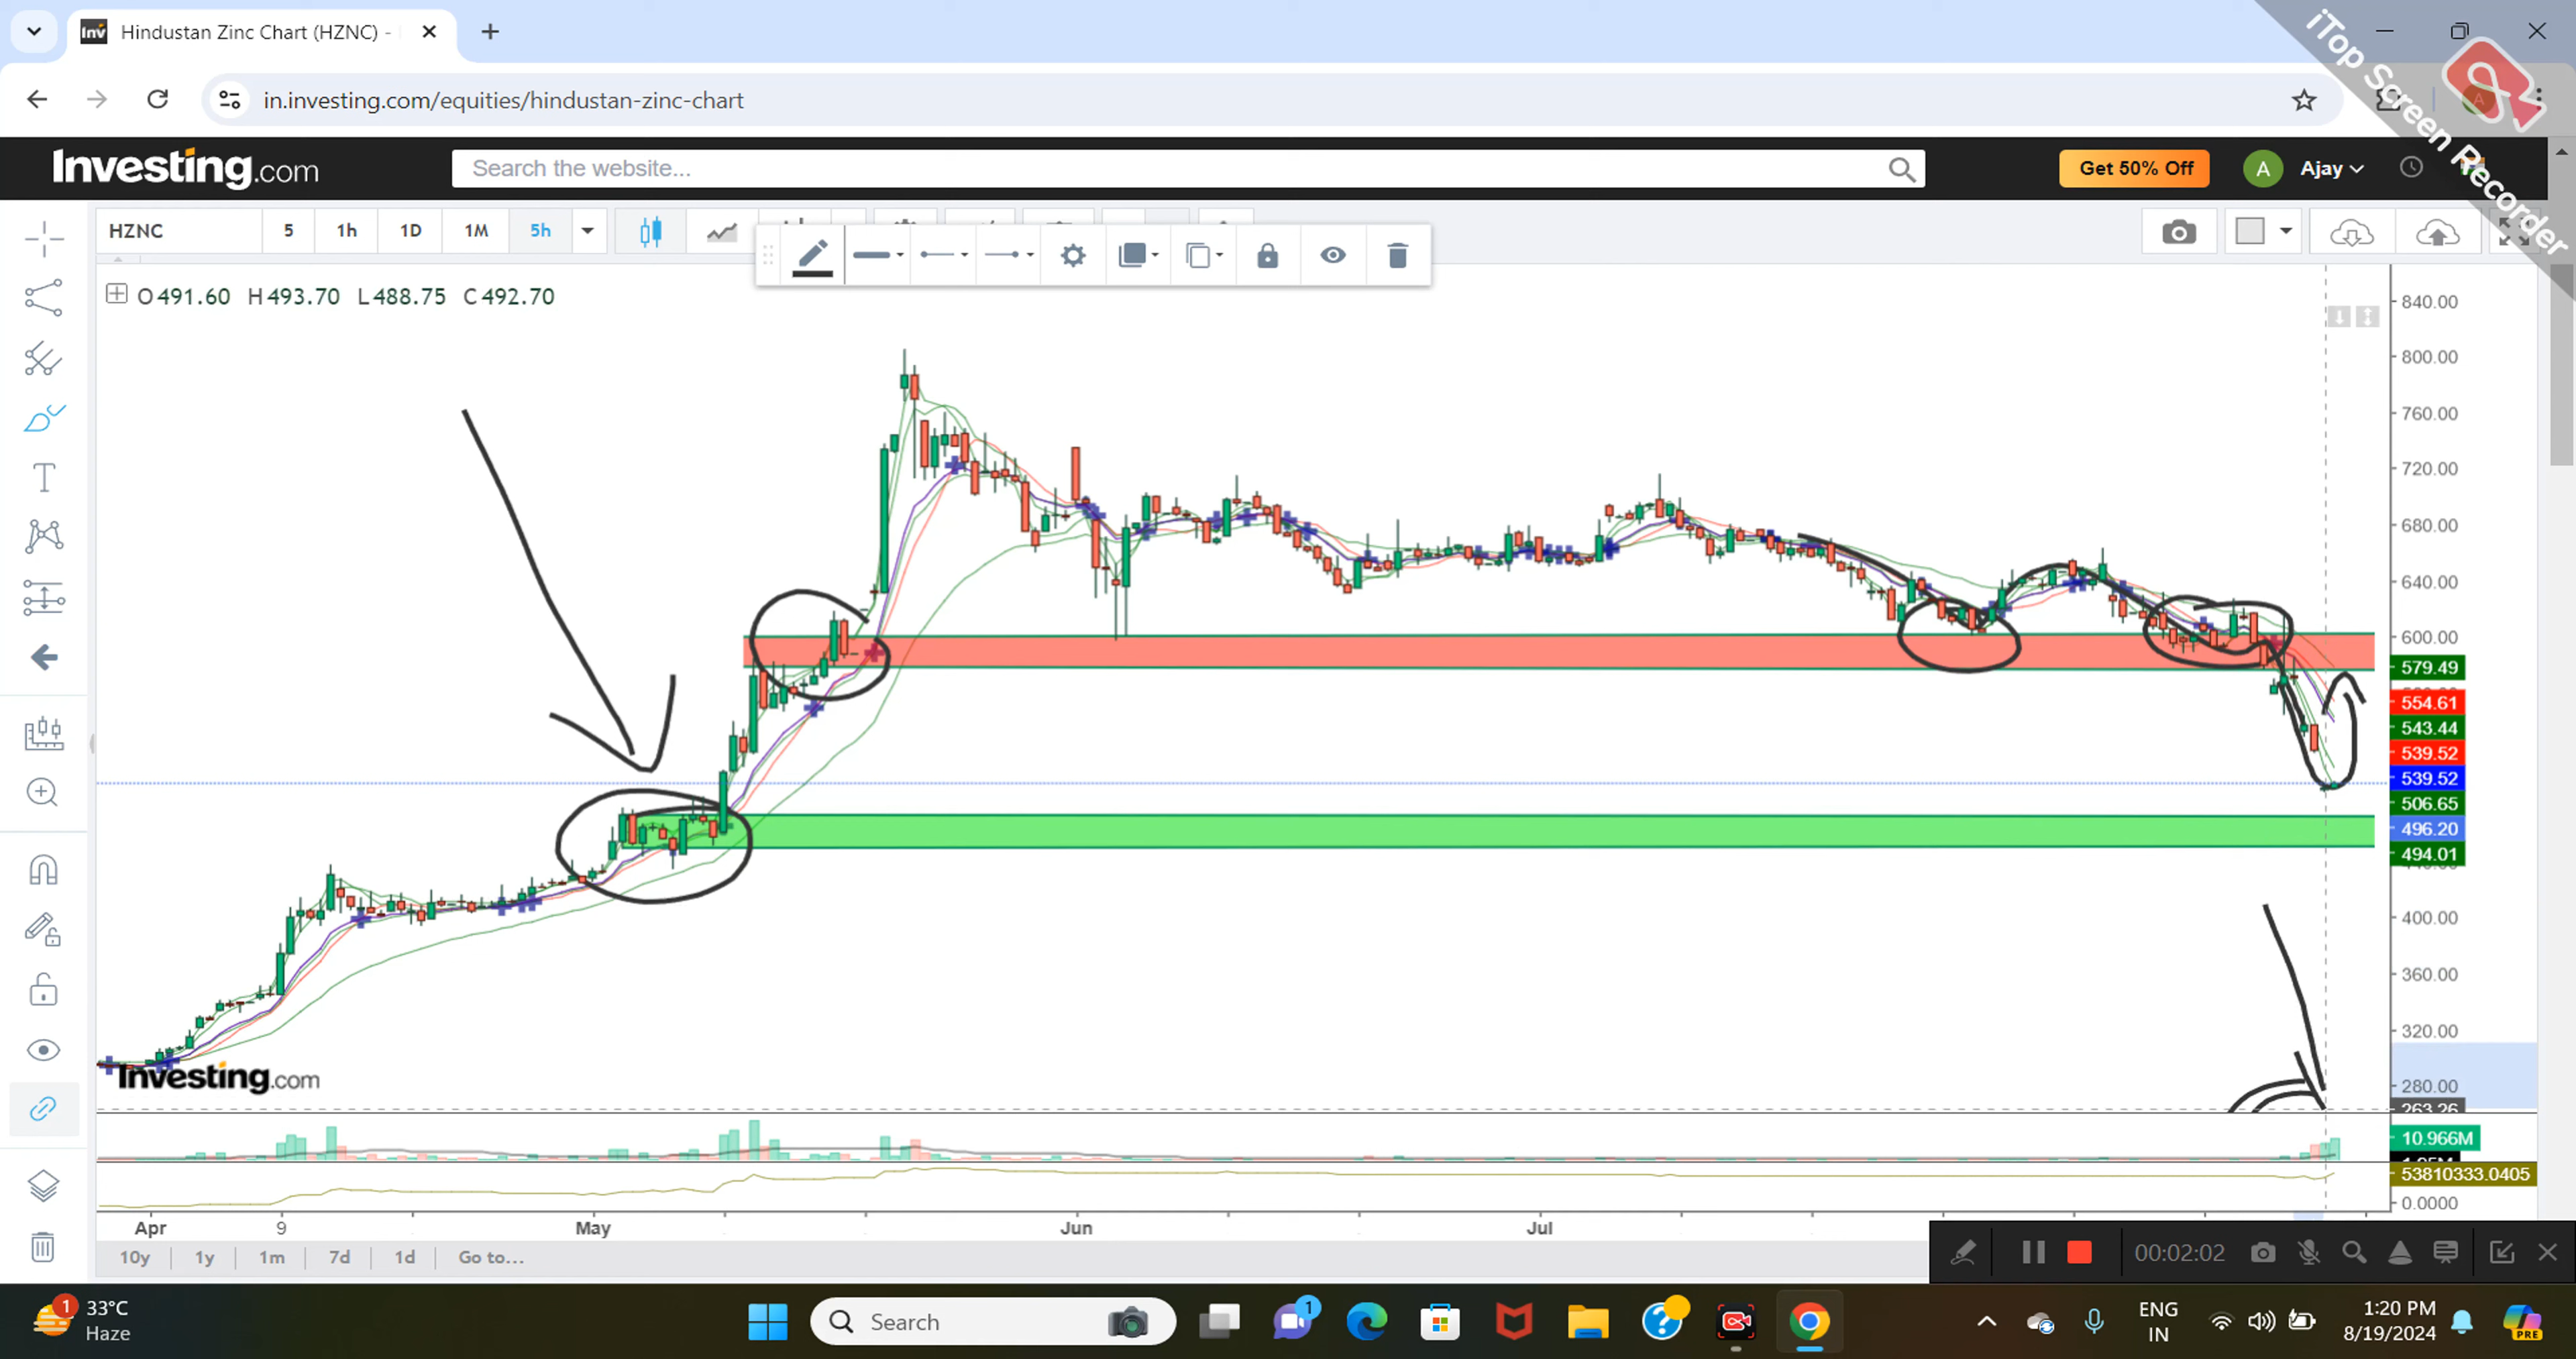 Hindustan Zinc Chart (HZNC) -
in.investing.com/equities/hindustan-zinc-chart
iTop Screen Recorder
Investing.com
Search the website...
Get 50% Off
A
Ajay
HZNC
5
1h
1D
1M
5h
O 491.60 H 493.70 L 488.75 C 492.70
840.00
800.00
760.00
720.00
680.00
640.00
600.00
579.49
554.61
543.44
539.52
539.52
506.65
496.20
494.01
400.00
360.00
320.00
280.00
263.26
Investing.com
10.966M
53810333.0405
0.0000
Apr
9
May
Jun
Jul
10y
1y
1m
7d
1d
Go to...
00:02:02
1
33°C
Haze
Search
1
ENG
IN
1:20 PM
8/19/2024
PRE